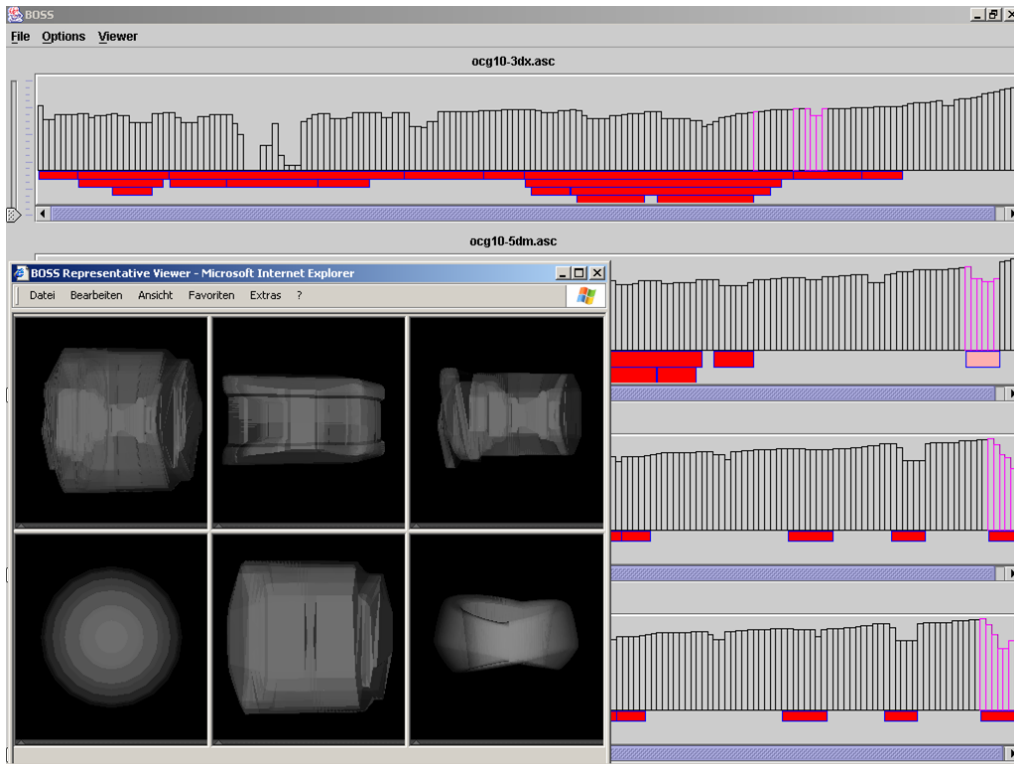 BOSS
File Options Viewer
ocg10-3dx.asc
ocg10-5dm.asc
BOSS Representative Viewer - Microsoft Internet Explorer
Datei Bearbeiten Ansicht Favoriten Extras ?